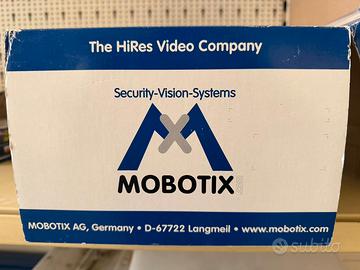 The HiRes Video Company
Security-Vision-Systems
MOBOTIX
MOBOTIX AG, Germany • D-67722 Langmeil • www.mobotix.com
subito